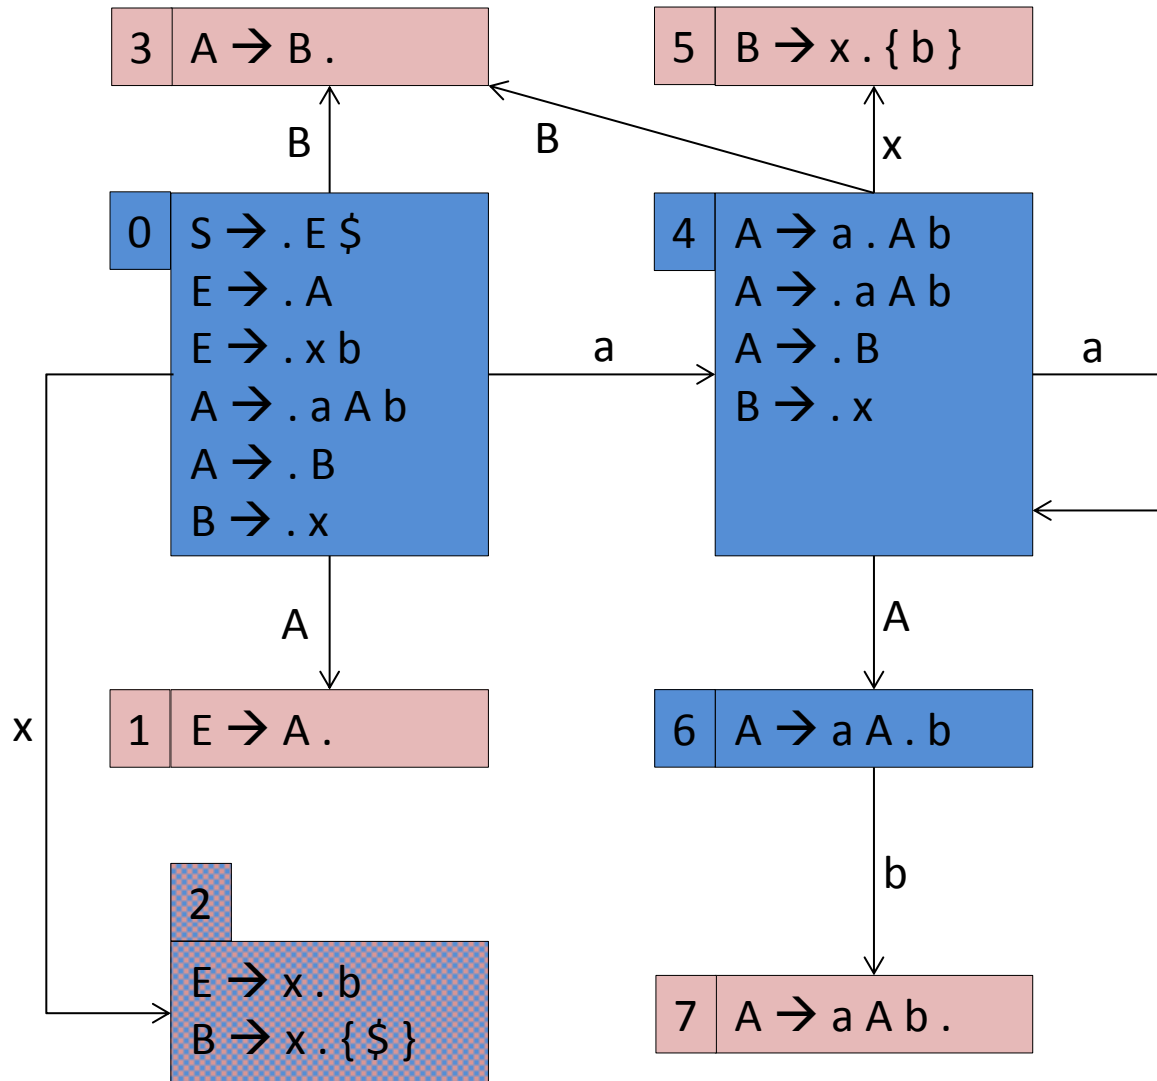 3 A → B .
5 B → x . { b }
B
B
x
0 S → . E $
E → . A
E → . x b
A → . a A b
A → . B
B → . x
a
4 A → a . A b
A → . a A b
A → . B
B → . x
a
A
A
x
1 E → A .
6 A → a A . b
b
2
E → x . b
B → x . { $ }
7 A → a A b .